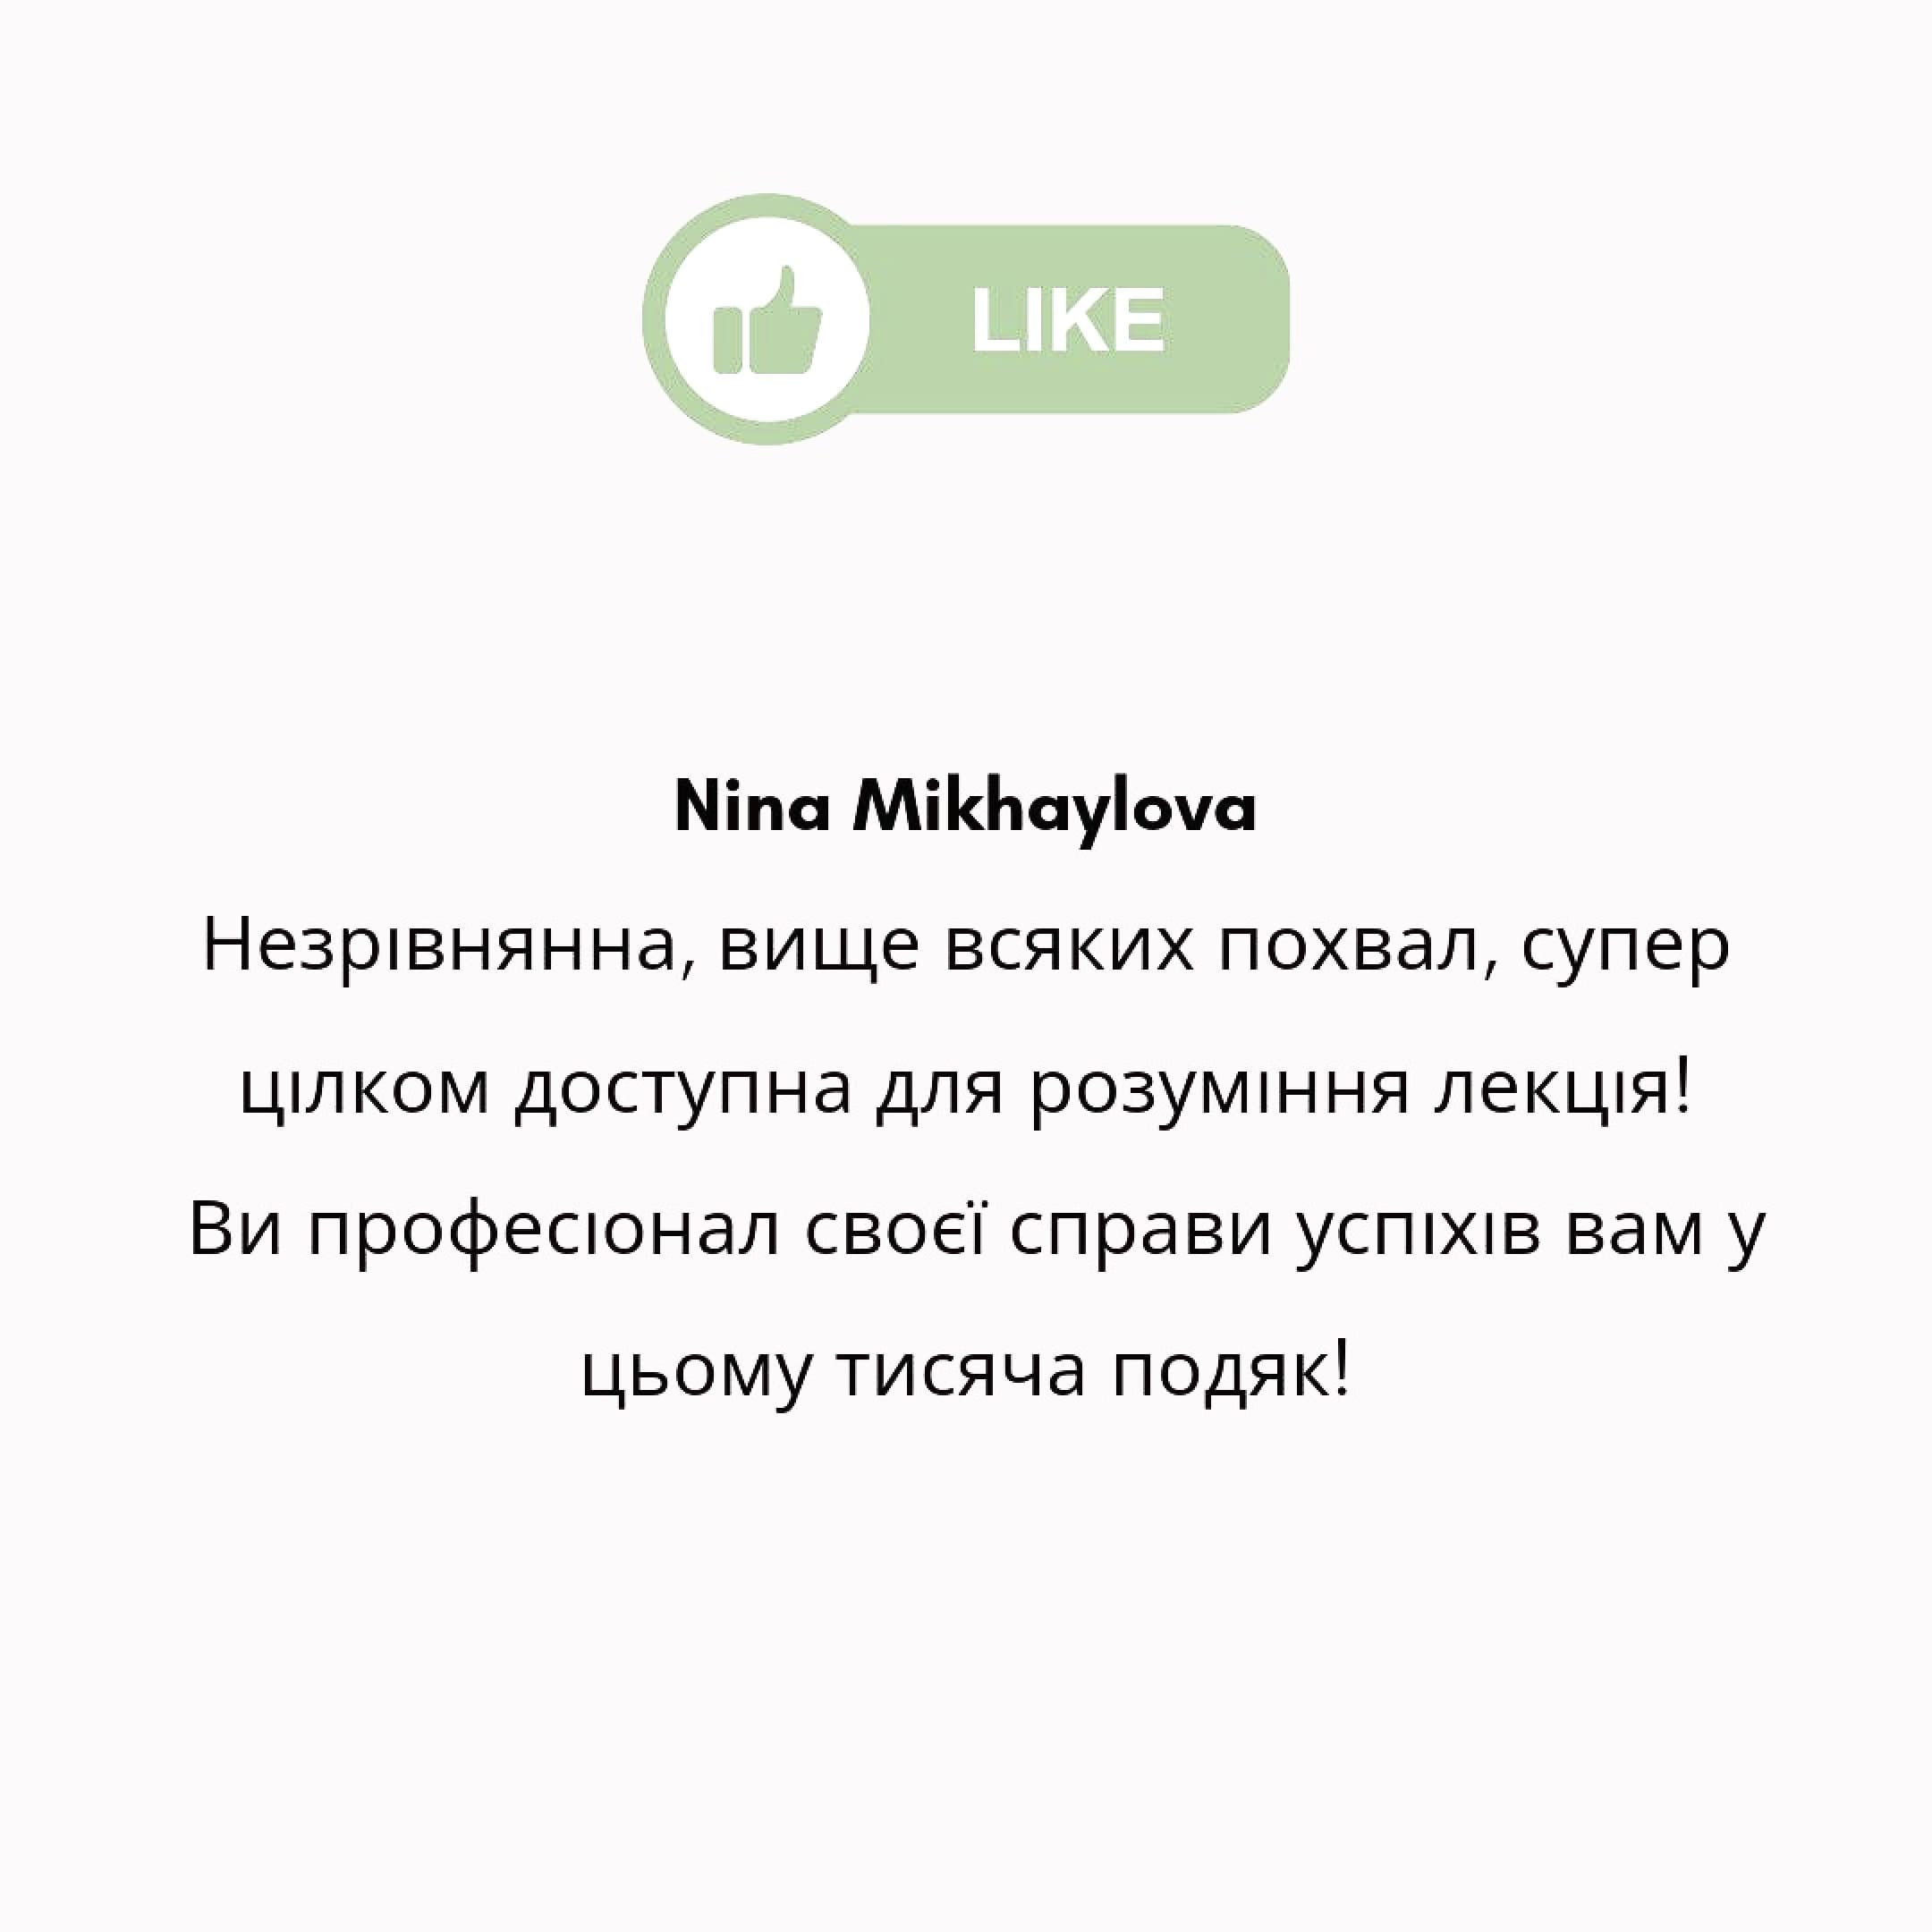 LIKE
Nina Mikhaylova
Незрівнянна, вище всяких похвал, супер
цілком доступна для розуміння лекція!
Ви професіонал своєї справи успіхів вам у
цьому тисяча подяк!